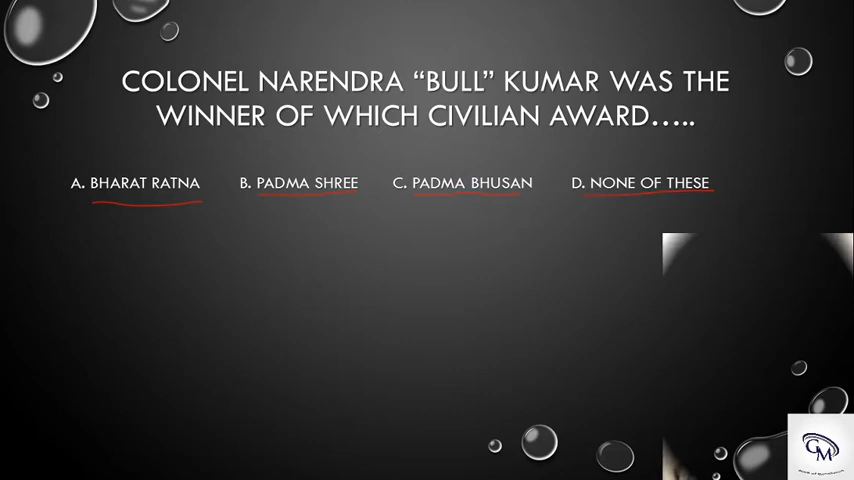 COLONEL NARENDRA “BULL” KUMAR WAS THE
WINNER OF WHICH CIVILIAN AWARD…..
A. BHARAT RATNA B. PADMA SHREE C. PADMA BHUSAN D. NONE OF THESE
GM